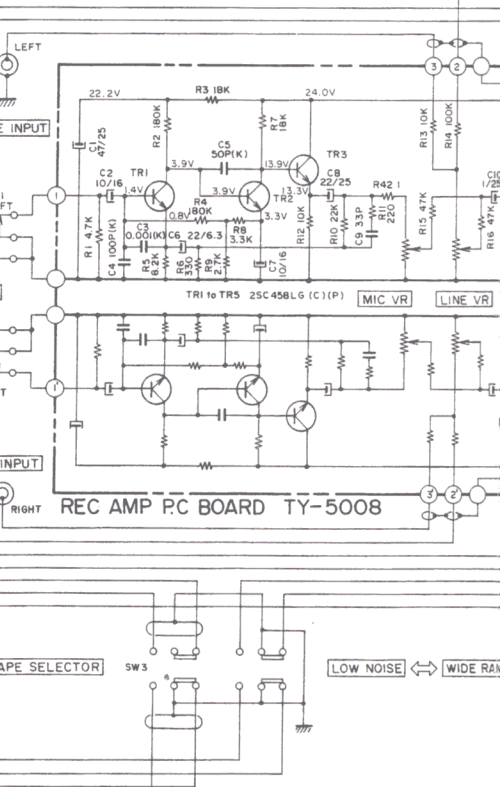 LEFT
3
2
22.2V
R3 18K
24.0V
INPUT
C1
47/25
R2 180K
R7
18K
R13 10K
R14 100K
C5
50P(K)
TR3
3.9V
13.9V
C2
10/16
TR1
3.9V
TR2
13.3V
C8
22/25
R42 1
1
1.4V
R4
180K
0.8V
3.3V
R1 4.7K
C4 100P(K)
C3
0.001(K)
C6 22/6.3
R8
3.3K
R5
8.2K
R6
330
R9
2.7K
C7
10/16
R12 10K
R10 22K
C9 33P
R11
220
R15 47K
R16 47K
TR1 to TR5 2SC458LG (C)(P)
MIC VR
LINE VR
1'
INPUT
RIGHT
REC AMP P.C BOARD TY-5008
3'
2'
APE SELECTOR
SW3
LOW NOISE
WIDE RAN